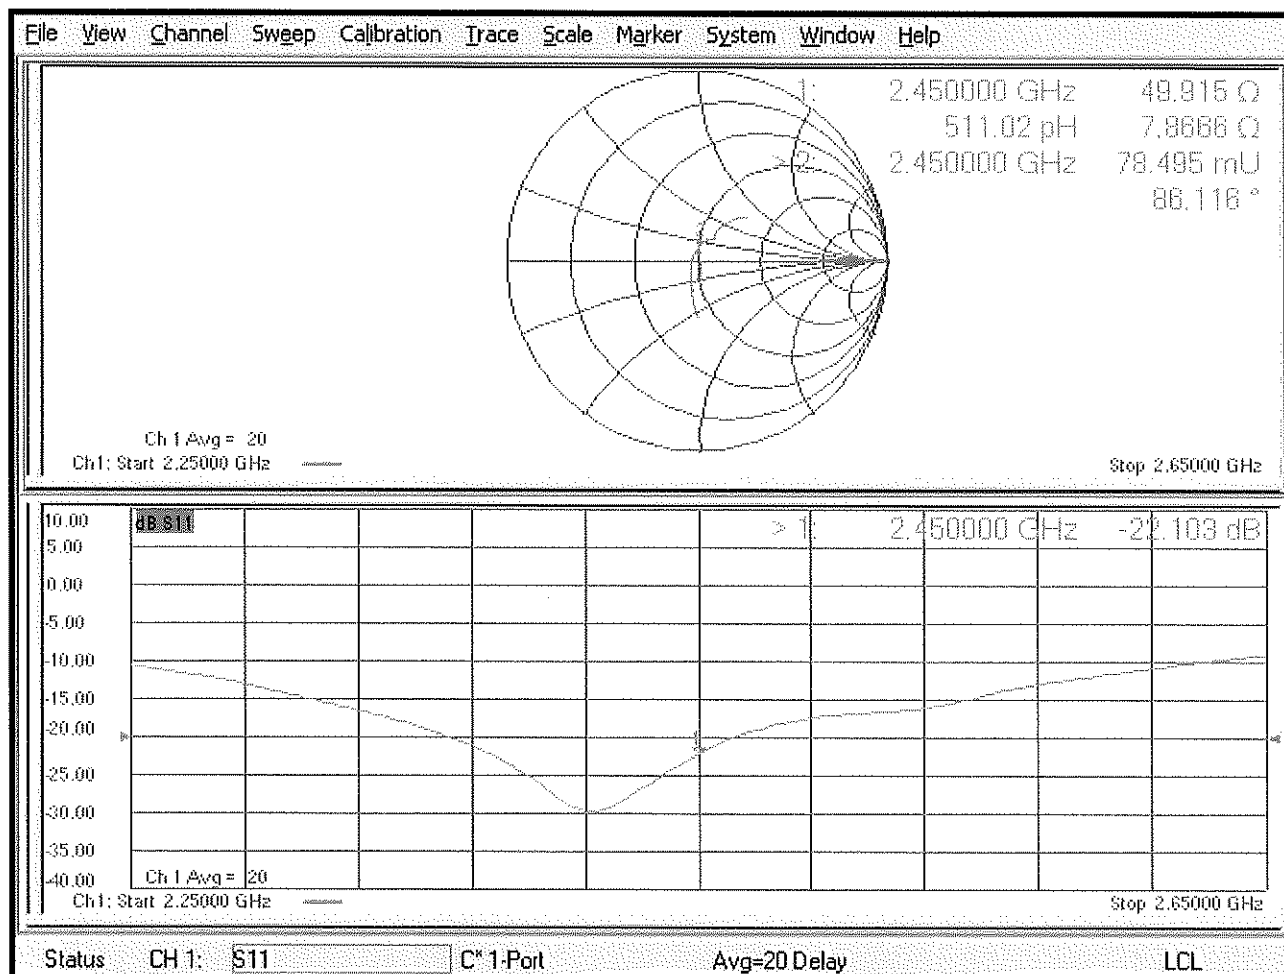 File View Channel Sweep Calibration Trace Scale Marker System Window Help
1: 2.450000 GHz 49.915 Ω
511.02 pH 7.8666 Ω
> 2: 2.450000 GHz 78.495 mU
86.116 °
Ch 1 Avg = 20
Ch1: Start 2.25000 GHz Stop 2.65000 GHz
10.00 dB S11 > 1: 2.450000 GHz -22.103 dB
5.00
0.00
-5.00
-10.00
-15.00
-20.00
1
-25.00
-30.00
-35.00
-40.00 Ch 1 Avg = 20
Ch1: Start 2.25000 GHz Stop 2.65000 GHz
Status CH 1: S11 C* 1-Port Avg=20 Delay LCL